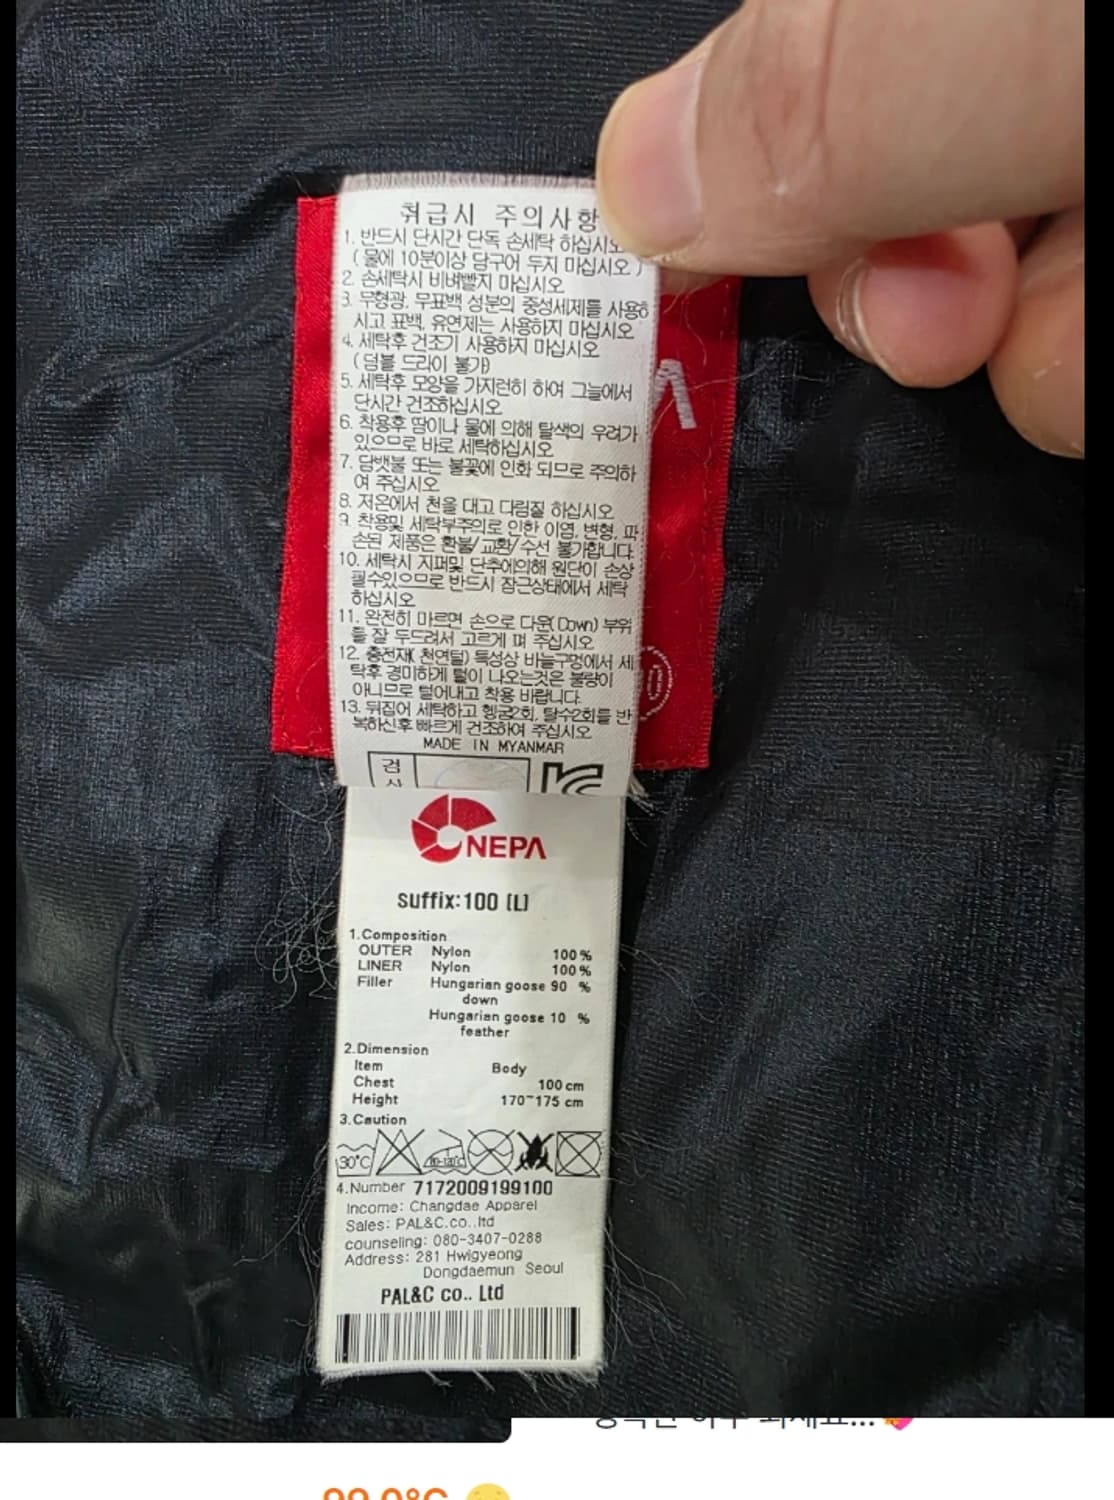 취급시 주의사항
1. 반드시 단시간 단독 손세탁 하십시오
( 물에 10분이상 담구어 두지 마십시오 )
2. 손세탁시 비벼빨지 마십시오
3. 무형광, 무표백 성분의 중성세제를 사용하
시고 표백, 유연제는 사용하지 마십시오
4. 세탁후 건조기 사용하지 마십시오
( 덤블 드라이 불가)
5. 세탁후 모양을 가지런히 하여 그늘에서
단시간 건조하십시오
6. 착용후 땀이나 물에 의해 탈색의 우려가
있으므로 바로 세탁하십시오
7. 담뱃불 또는 불꽃에 인화 되므로 주의하
여 주십시오
8. 저온에서 천을 대고 다림질 하십시오
9. 착용및 세탁부주의로 인한 이염, 변형, 파
손된 제품은 환불/교환/수선 불가합니다
10. 세탁시 지퍼및 단추에의해 원단이 손상
될수있으므로 반드시 잠근상태에서 세탁
하십시오
11. 완전히 마르면 손으로 다운(Down) 부위
를 잘 두드려서 고르게 펴 주십시오
12. 충전재( 천연털) 특성상 바늘구멍에서 세
탁후 경미하게 털이 나오는것은 불량이
아니므로 털어내고 착용 바랍니다.
13. 뒤집어 세탁하고 헹굼2회, 탈수2회를 반
복하신후 빠르게 건조하여 주십시오
MADE IN MYANMAR
검
NEPA
suffix:100 [L]
1.Composition
OUTER Nylon 100 %
LINER Nylon 100 %
Filler Hungarian goose 90 %
down
Hungarian goose 10 %
feather
2.Dimension
Item Body
Chest 100 cm
Height 170~175 cm
3.Caution
30°C 80~120°C
4.Number 7172009199100
Income: Changdae Apparel
Sales: PAL&C.co..ltd
counseling: 080-3407-0288
Address: 281 Hwigyeong
Dongdaemun Seoul
PAL&C co.. Ltd